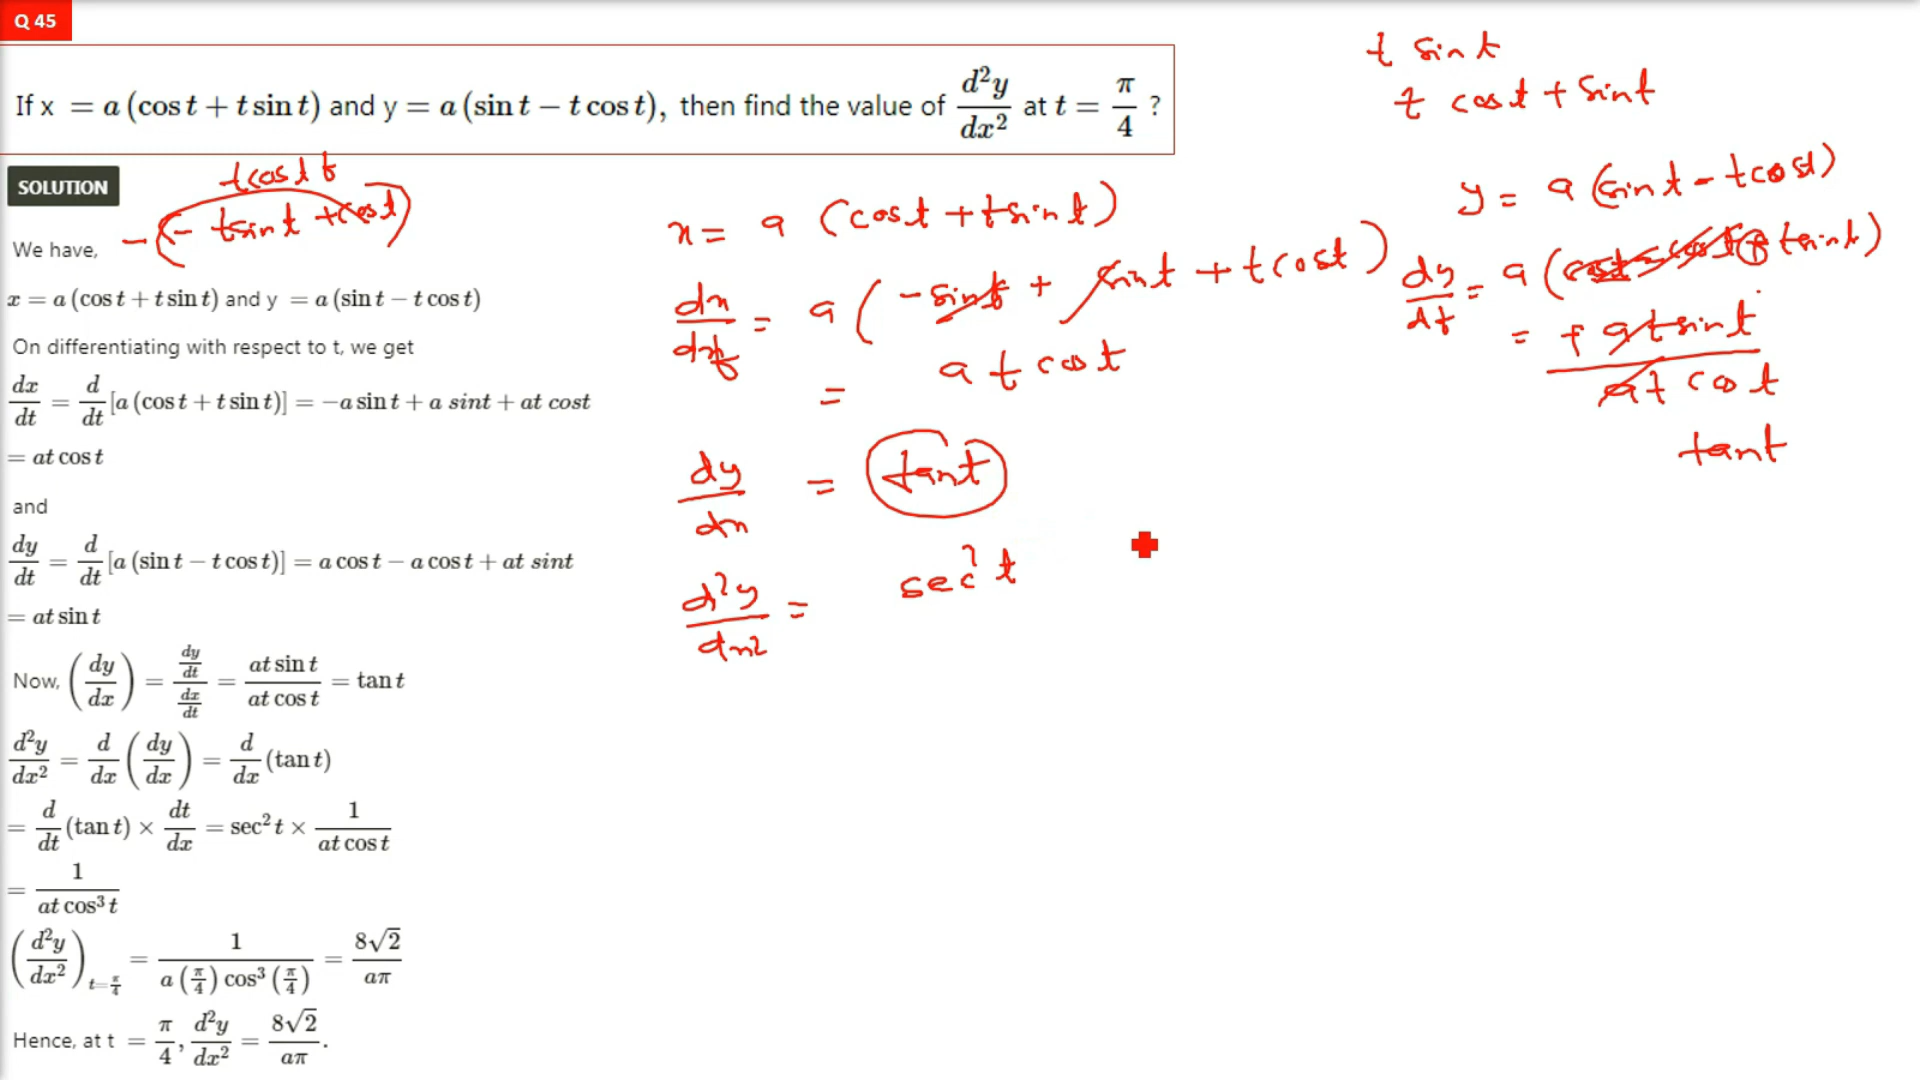 Q 45
If x = a (cos t + t sin t) and y = a (sin t − t cos t), then find the value of d²y/dx² at t = π/4 ?
SOLUTION
We have,
x = a (cos t + t sin t) and y = a (sin t − t cos t)
On differentiating with respect to t, we get
dx/dt = d/dt [a (cos t + t sin t)] = −a sin t + a sint + at cost
= at cos t
and
dy/dt = d/dt [a (sin t − t cos t)] = a cos t − a cos t + at sint
= at sin t
Now, (dy/dx) = (dy/dt)/(dx/dt) = at sin t/at cos t = tan t
d²y/dx² = d/dx (dy/dx) = d/dx (tan t)
= d/dt (tan t) × dt/dx = sec² t × 1/at cos t
= 1/at cos³ t
(d²y/dx²) t=π/4 = 1/a (π/4) cos³ (π/4) = 8√2/aπ
Hence, at t = π/4, d²y/dx² = 8√2/aπ.
t cos t
−(− t sin t + cos t)
x = a (cos t + t sin t)
dx/dt = a (− sin t + sin t + t cos t)
= a t cos t
dy/dx = tan t
d²y/dx² = sec² t
t sin t
t cos t + sin t
y = a (sin t − t cos t)
dy/dt = a (cost − cos t + t sin t)
= + a t sin t
a t cos t
tan t